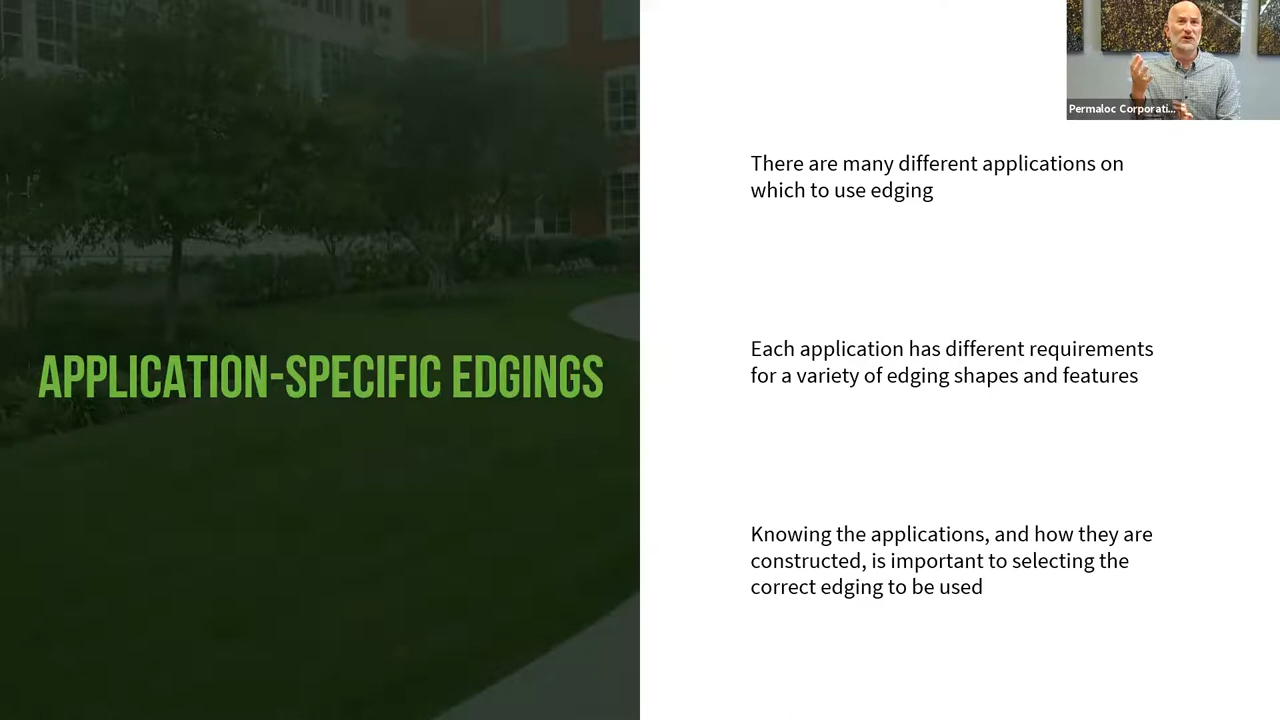 Permaloc Corporati...
There are many different applications on
which to use edging
APPLICATION-SPECIFIC EDGINGS
Each application has different requirements
for a variety of edging shapes and features
Knowing the applications, and how they are
constructed, is important to selecting the
correct edging to be used